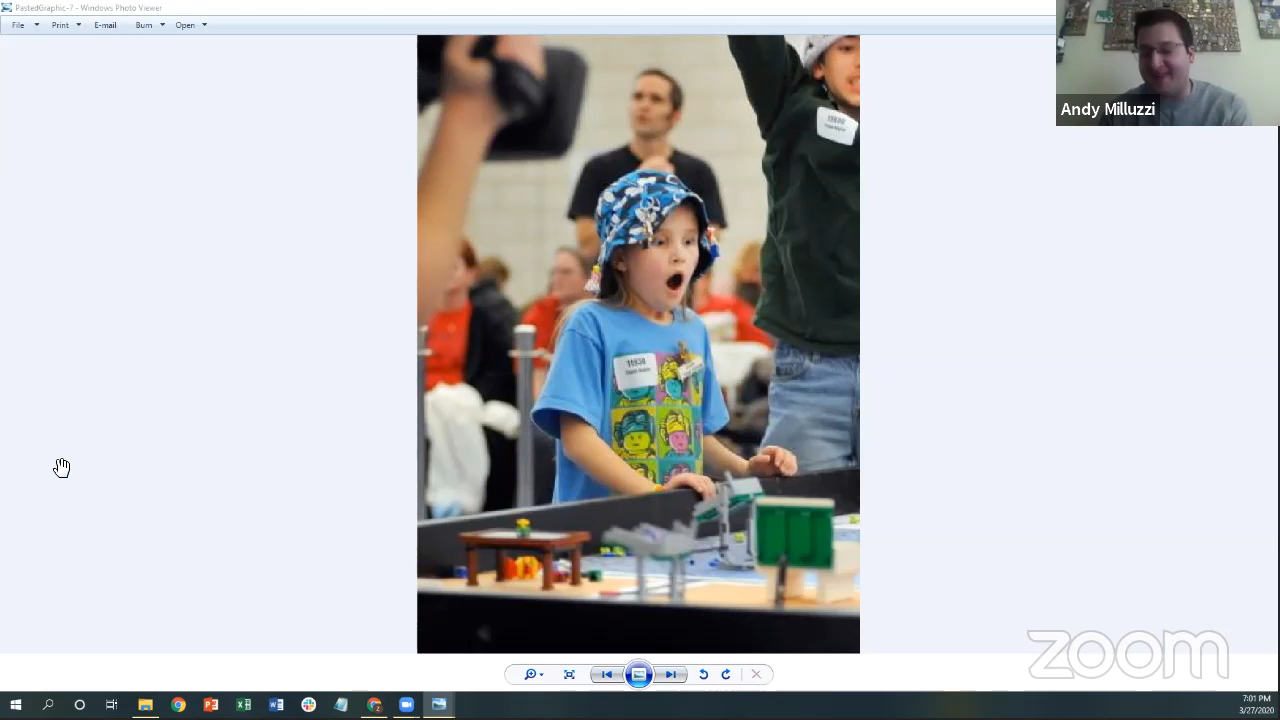 PastedGraphic-7 - Windows Photo Viewer
File Print E-mail Burn Open
Andy Milluzzi
11930
zoom
7:01 PM
3/27/2020